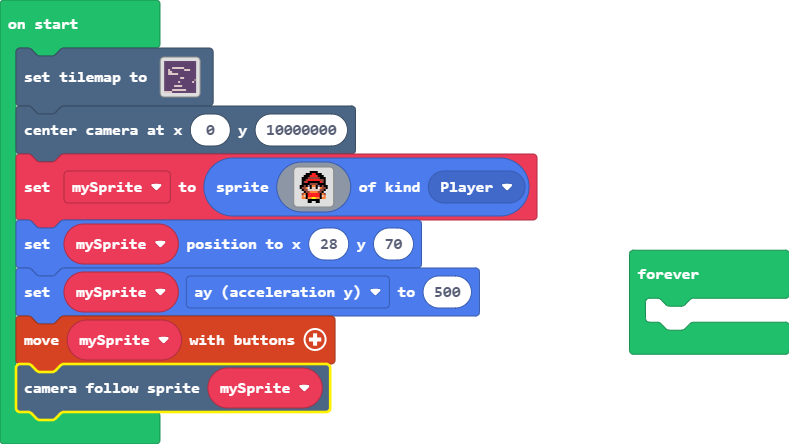 on start
set tilemap to
center camera at x 0 y 10000000
set mySprite to sprite of kind Player
set mySprite position to x 28 y 70
set mySprite ay (acceleration y) to 500
move mySprite with buttons
camera follow sprite mySprite
forever